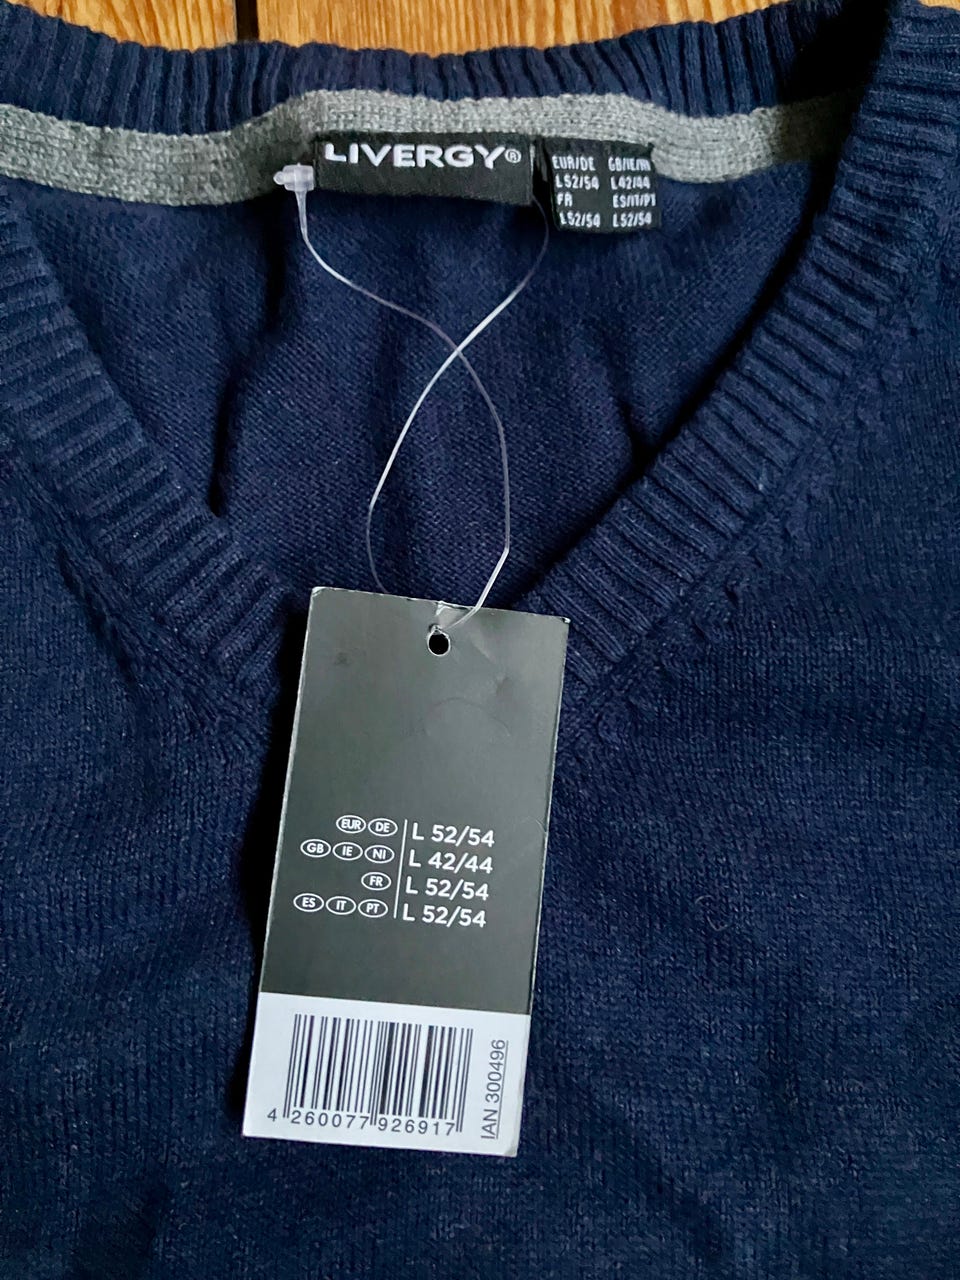 LIVERGY®
EUR/DE GB/IE/NI
L52/54 L42/44
FR ES/IT/PT
L52/54 L52/54
EUR DE L 52/54
GB IE NI L 42/44
FR L 52/54
ES IT PT L 52/54
4 260077 926917
IAN 300496